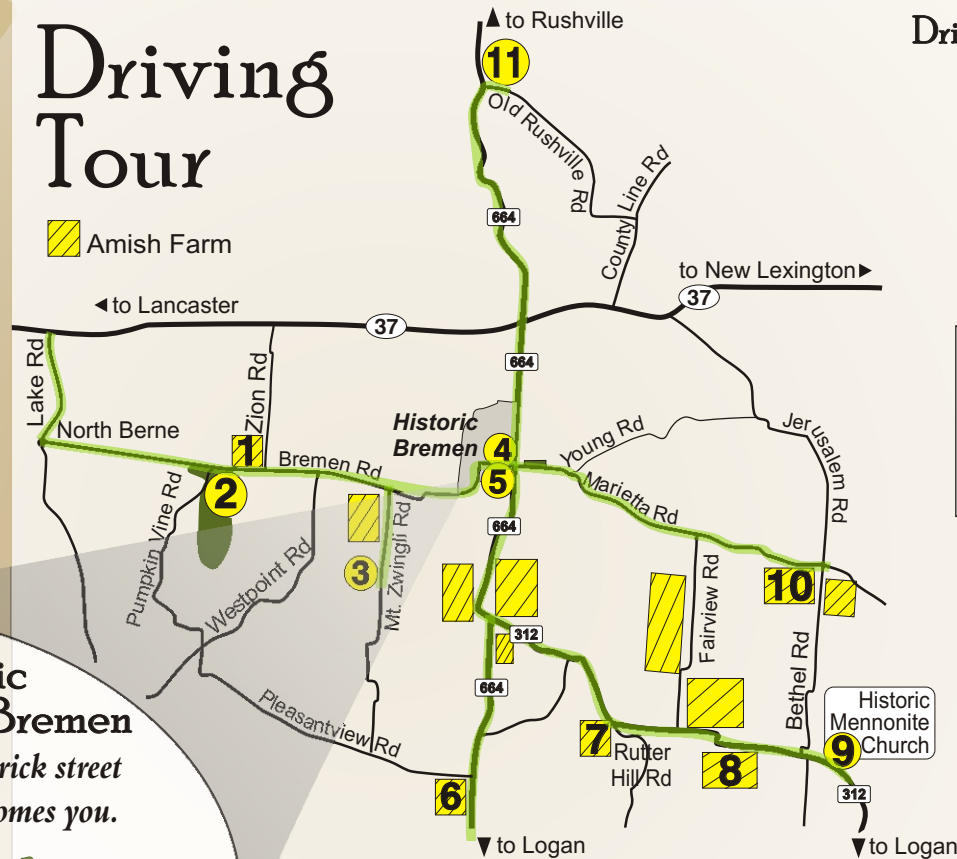 Driving
Tour
Amish Farm
to Rushville
11
Dri
Old Rushville Rd
County Line Rd
664
to New Lexington
37
to Lancaster
37
Lake Rd
Zion Rd
664
North Berne
1
2
Bremen Rd
Historic
Bremen
4
5
Young Rd
Marietta Rd
Jerusalem Rd
Pumpkin Vine Rd
Westpoint Rd
3
Mt. Zwingli Rd
664
312
Fairview Rd
10
Bethel Rd
664
Pleasantview Rd
6
7
Rutter
Hill Rd
8
Historic
Mennonite
Church
9
312
to Logan
to Logan
ic
Bremen
rick street
omes you.